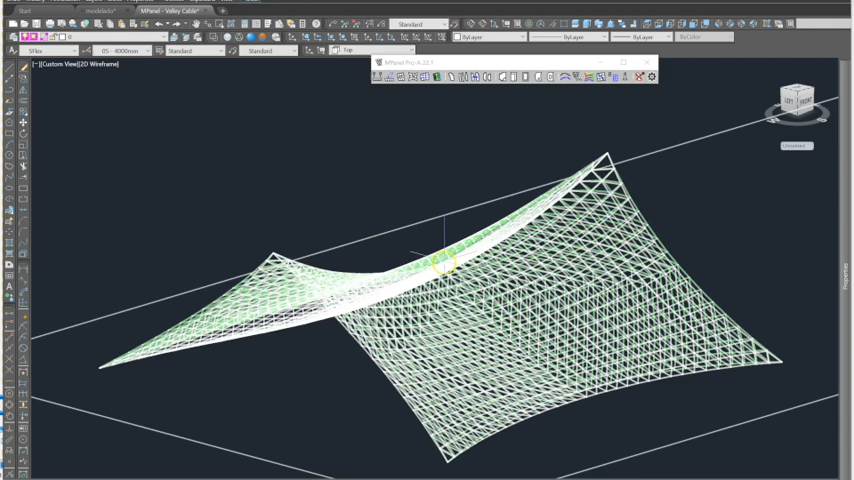 Start
modelado*
MPanel - Valley Cable*
Standard
0
ByLayer
ByLayer
ByLayer
ByColor
SFlex
05 - 4000mm
Standard
Standard
Top
[−][Custom View][2D Wireframe]
MPanel Pro-A 22.1
LEFT
FRONT
Unnamed
Properties